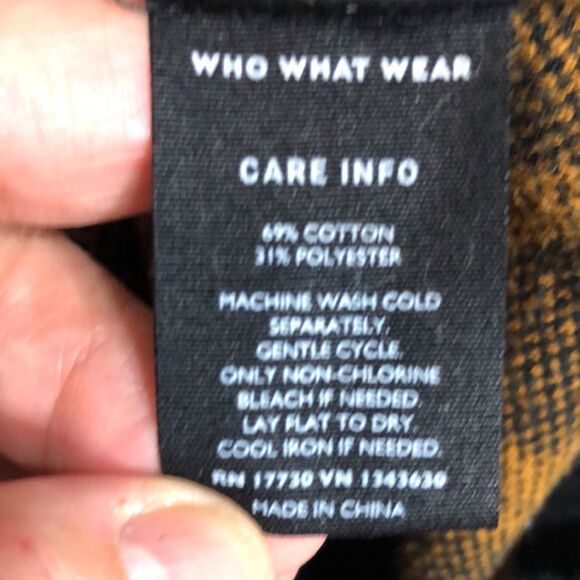 WHO WHAT WEAR
CARE INFO
69% COTTON
31% POLYESTER
MACHINE WASH COLD
SEPARATELY.
GENTLE CYCLE.
ONLY NON-CHLORINE
BLEACH IF NEEDED.
LAY FLAT TO DRY.
COOL IRON IF NEEDED.
RN 17730 VN 1343630
MADE IN CHINA